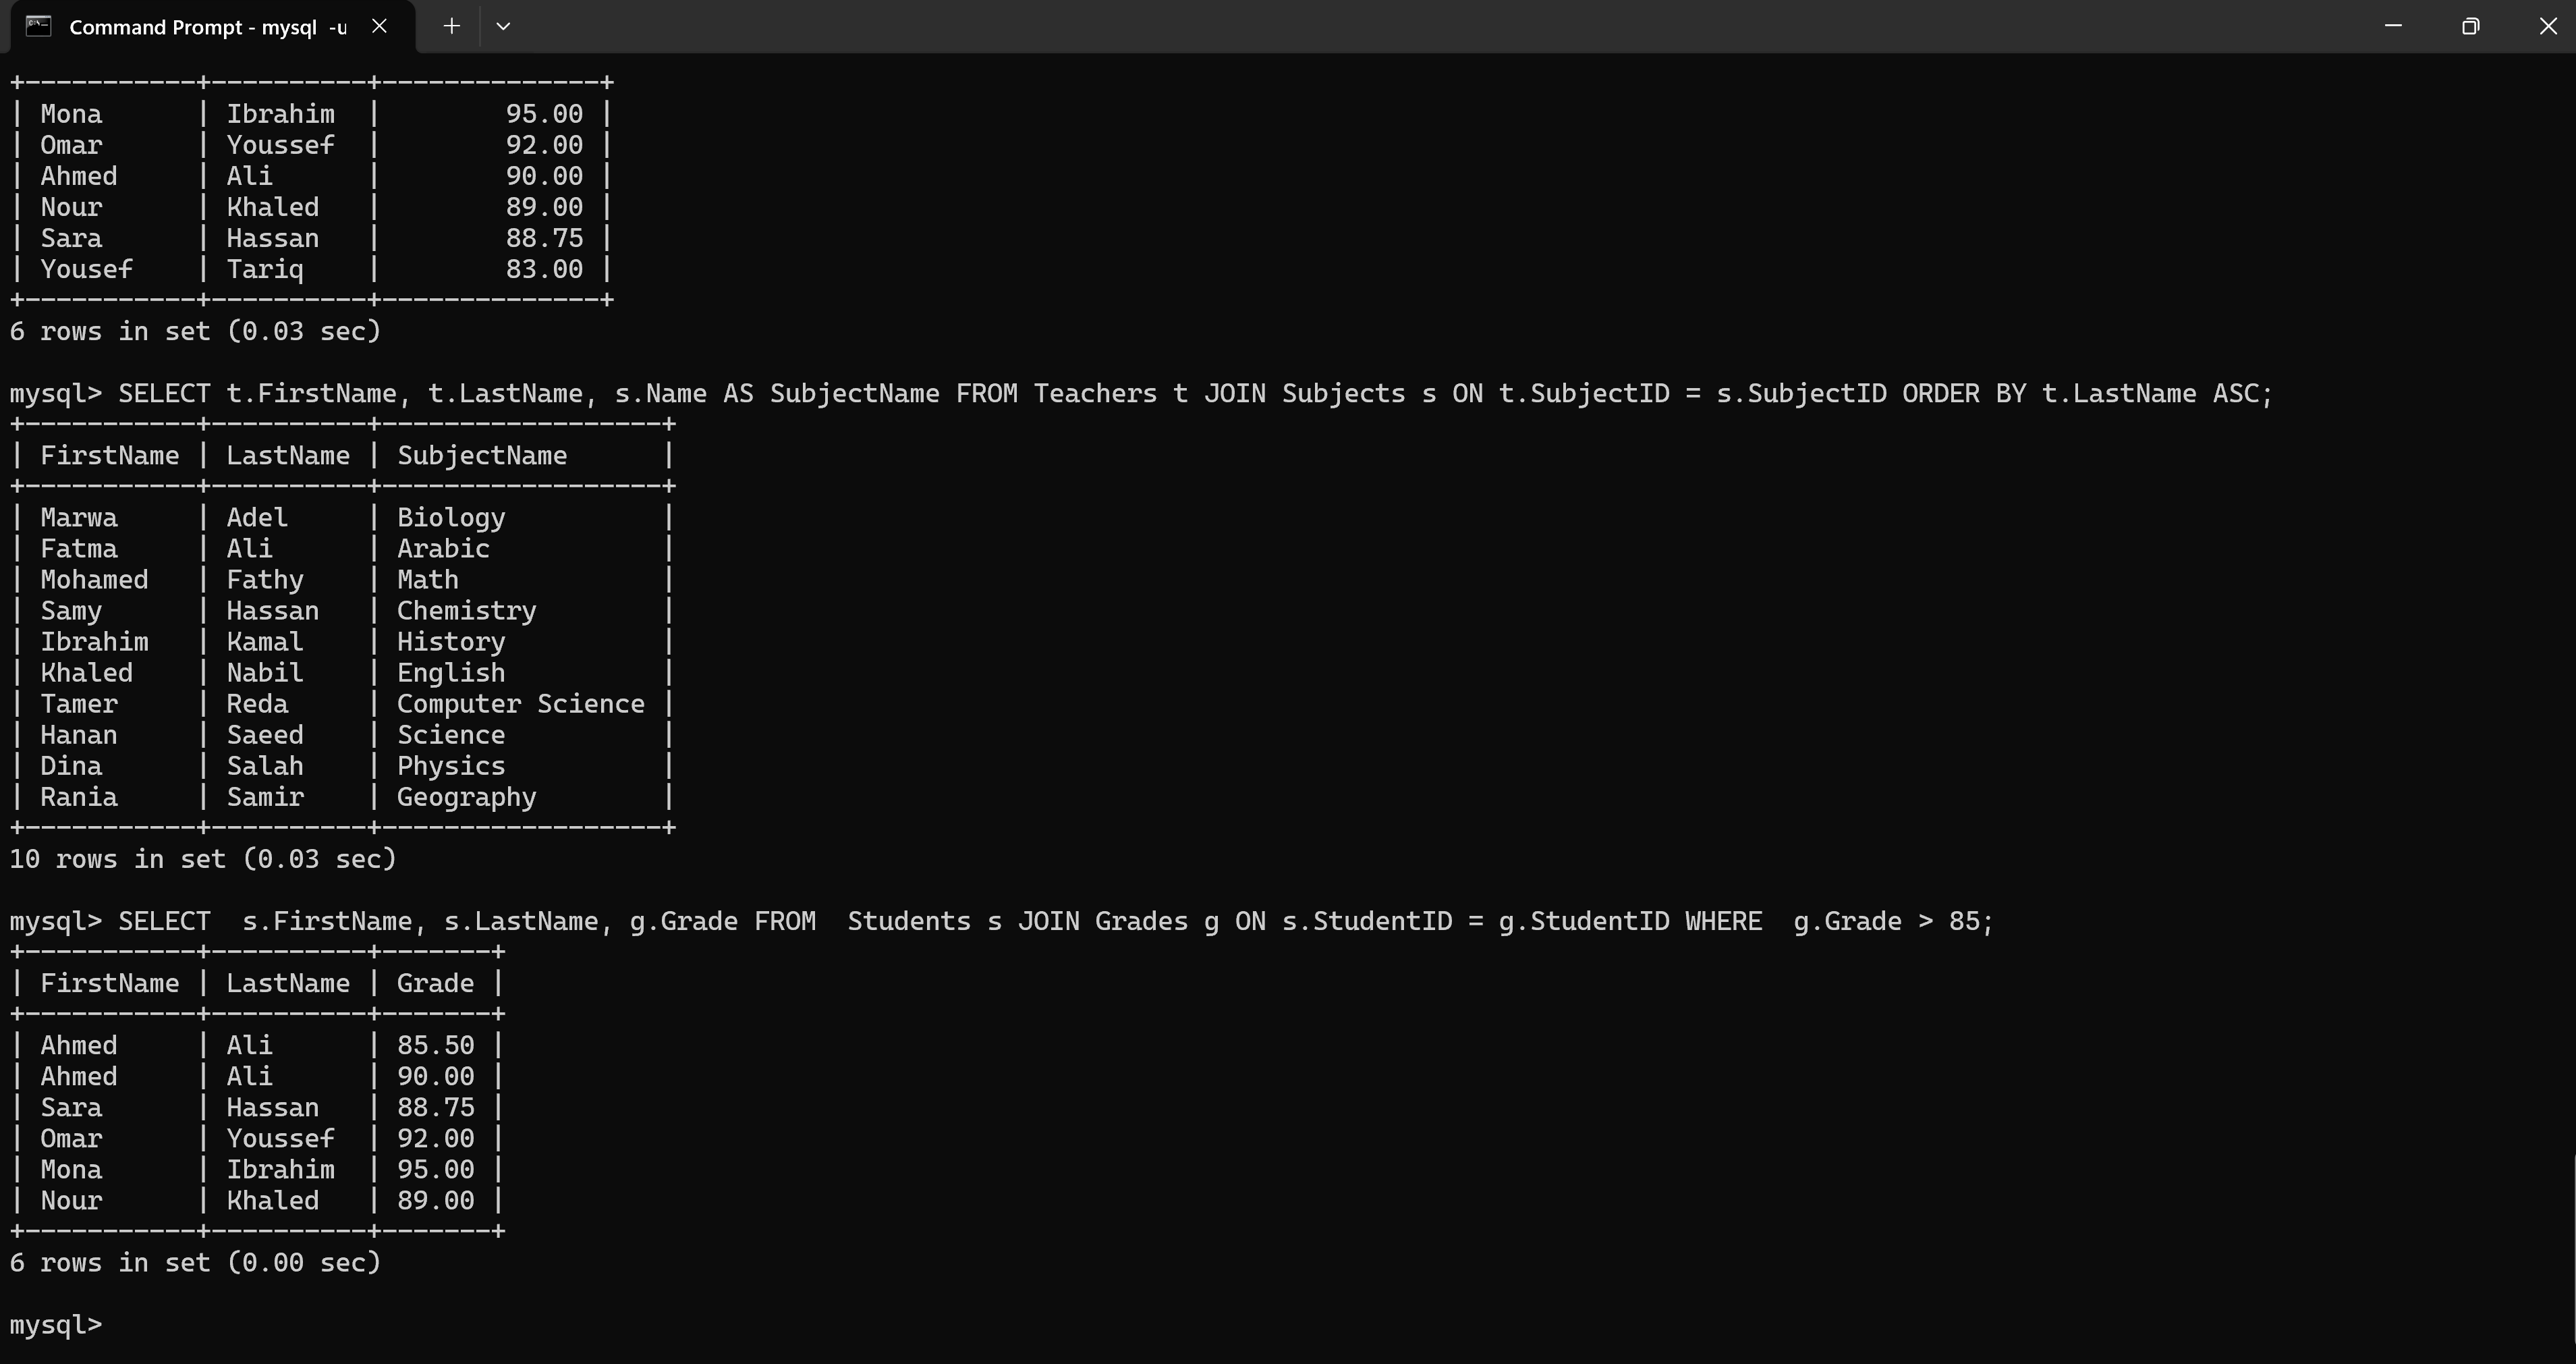 Command Prompt - mysql  -u
+-----------+----------+--------------+
| Mona      | Ibrahim  |        95.00 |
| Omar      | Youssef  |        92.00 |
| Ahmed     | Ali      |        90.00 |
| Nour      | Khaled   |        89.00 |
| Sara      | Hassan   |        88.75 |
| Yousef    | Tariq    |        83.00 |
+-----------+----------+--------------+
6 rows in set (0.03 sec)

mysql> SELECT t.FirstName, t.LastName, s.Name AS SubjectName FROM Teachers t JOIN Subjects s ON t.SubjectID = s.SubjectID ORDER BY t.LastName ASC;
+-----------+----------+------------------+
| FirstName | LastName | SubjectName      |
+-----------+----------+------------------+
| Marwa     | Adel     | Biology          |
| Fatma     | Ali      | Arabic           |
| Mohamed   | Fathy    | Math             |
| Samy      | Hassan   | Chemistry        |
| Ibrahim   | Kamal    | History          |
| Khaled    | Nabil    | English          |
| Tamer     | Reda     | Computer Science |
| Hanan     | Saeed    | Science          |
| Dina      | Salah    | Physics          |
| Rania     | Samir    | Geography        |
+-----------+----------+------------------+
10 rows in set (0.03 sec)

mysql> SELECT  s.FirstName, s.LastName, g.Grade FROM  Students s JOIN Grades g ON s.StudentID = g.StudentID WHERE  g.Grade > 85;
+-----------+----------+-------+
| FirstName | LastName | Grade |
+-----------+----------+-------+
| Ahmed     | Ali      | 85.50 |
| Ahmed     | Ali      | 90.00 |
| Sara      | Hassan   | 88.75 |
| Omar      | Youssef  | 92.00 |
| Mona      | Ibrahim  | 95.00 |
| Nour      | Khaled   | 89.00 |
+-----------+----------+-------+
6 rows in set (0.00 sec)

mysql>